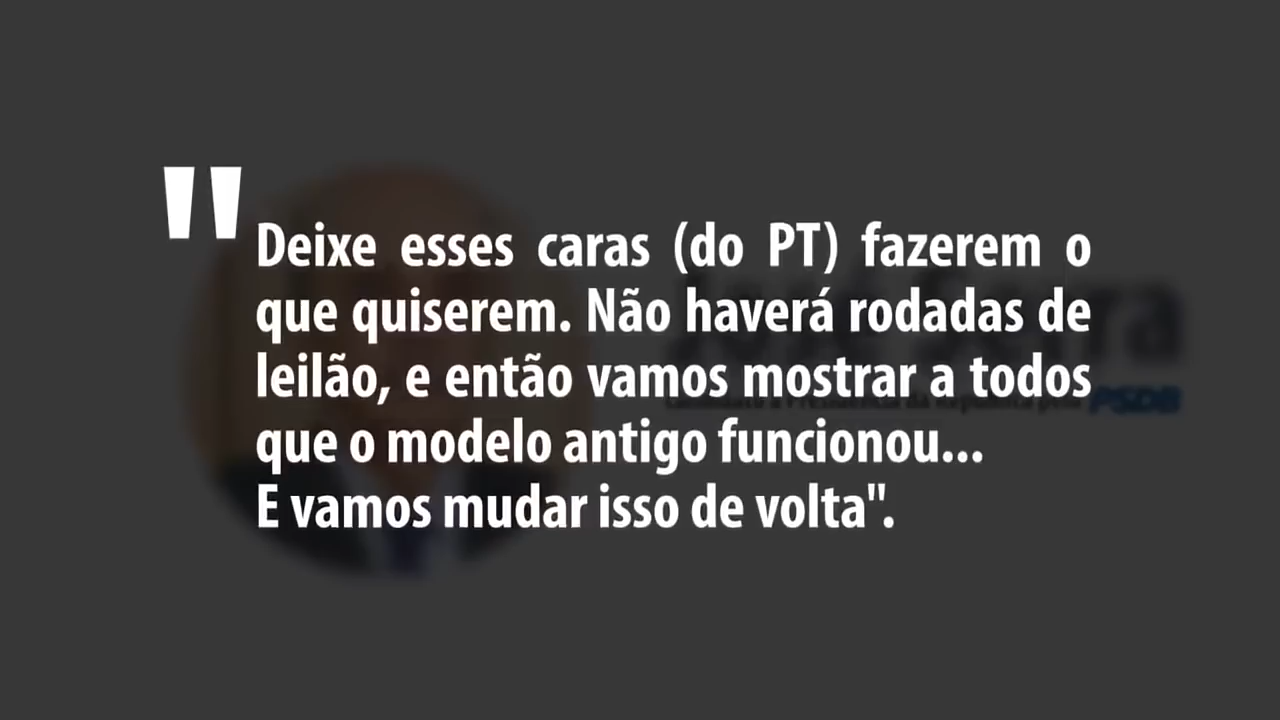 "Deixe esses caras (do PT) fazerem o
que quiserem. Não haverá rodadas de
leilão, e então vamos mostrar a todos
que o modelo antigo funcionou...
E vamos mudar isso de volta".
PSDB